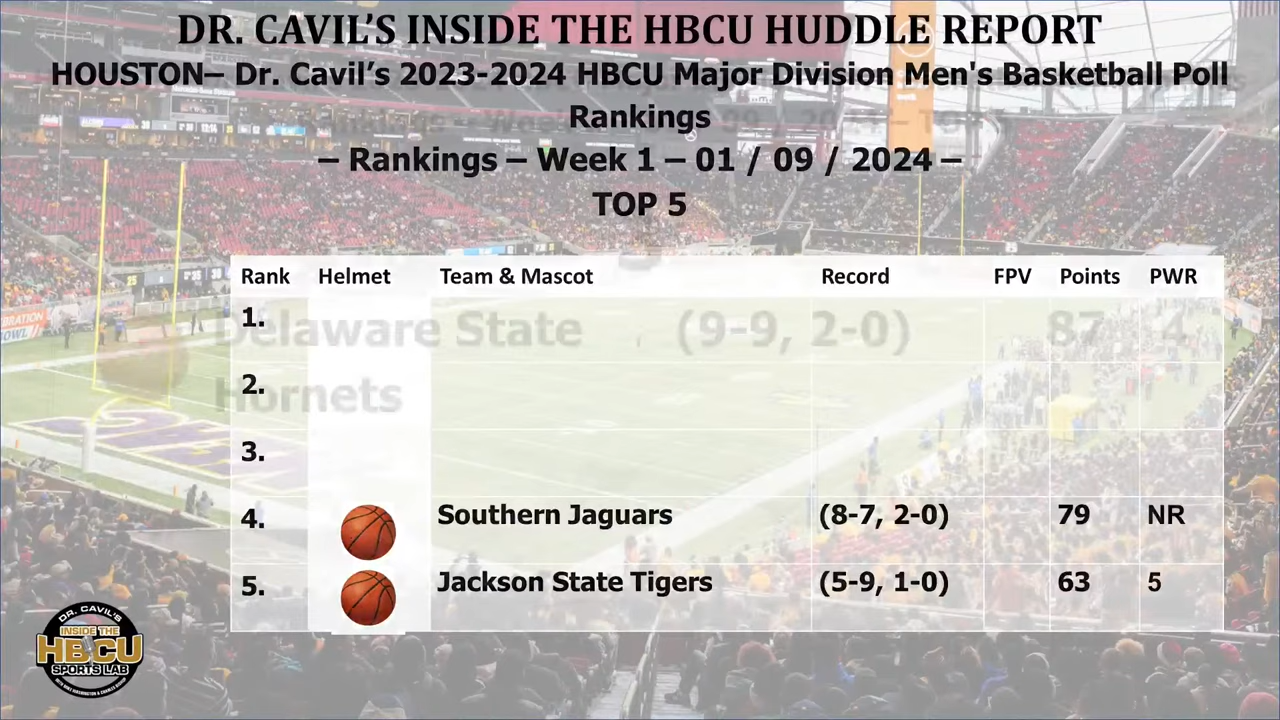 DR. CAVIL'S INSIDE THE HBCU HUDDLE REPORT
HOUSTON– Dr. Cavil's 2023-2024 HBCU Major Division Men's Basketball Poll
Rankings
– Rankings – Week 1 – 01 / 09 / 2024 –
TOP 5
Rank Helmet Team & Mascot Record FPV Points PWR
1.
Delaware State (9-9, 2-0) 87 4
2.
Hornets
3.
4. Southern Jaguars (8-7, 2-0) 79 NR
5. Jackson State Tigers (5-9, 1-0) 63 5
DR. CAVIL'S
INSIDE THE
HBCU
SPORTS LAB